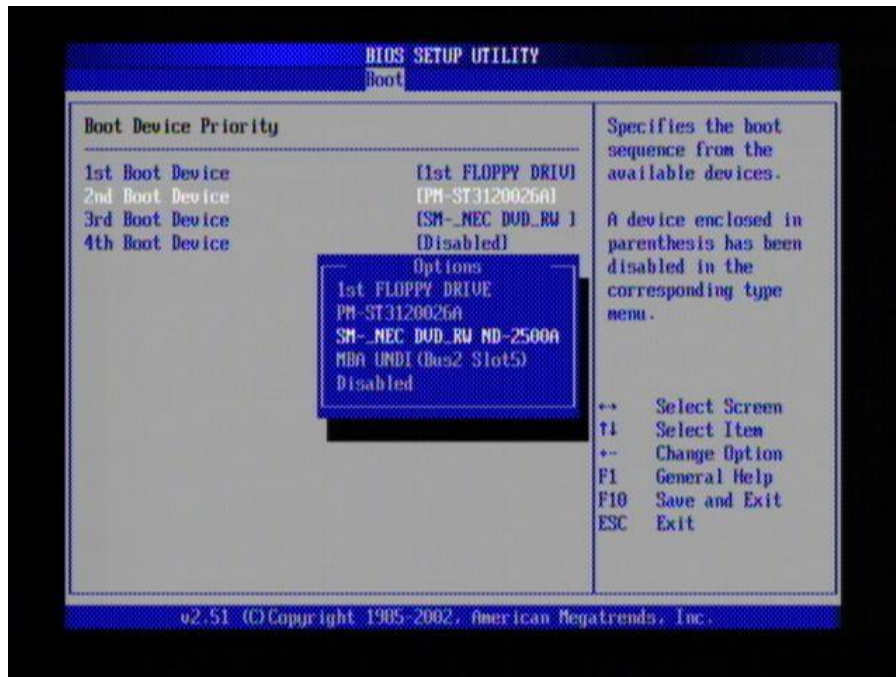 BIOS SETUP UTILITY
Boot
Boot Device Priority
1st Boot Device [1st FLOPPY DRIV]
2nd Boot Device [PM-ST3120026A]
3rd Boot Device [SM-_NEC DVD_RW ]
4th Boot Device [Disabled]
Options
1st FLOPPY DRIVE
PM-ST3120026A
SM-_NEC DVD_RW ND-2500A
MBA UNDI (Bus2 Slot5)
Disabled
Specifies the boot
sequence from the
available devices.
A device enclosed in
parenthesis has been
disabled in the
corresponding type
menu.
↔ Select Screen
↑↓ Select Item
+- Change Option
F1 General Help
F10 Save and Exit
ESC Exit
v2.51 (C)Copyright 1985-2002, American Megatrends, Inc.